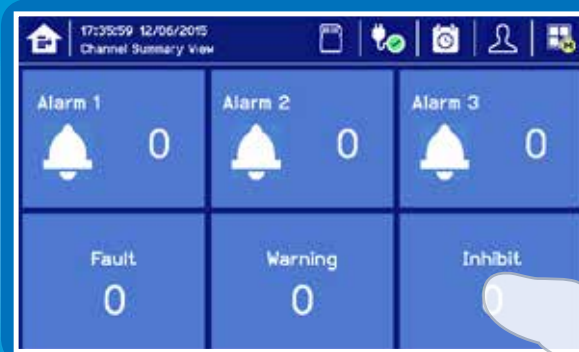 17:35:59 12/06/2015
Channel Summary View
M
Alarm 1
0
Alarm 2
0
Alarm 3
0
Fault
0
Warning
0
Inhibit
0